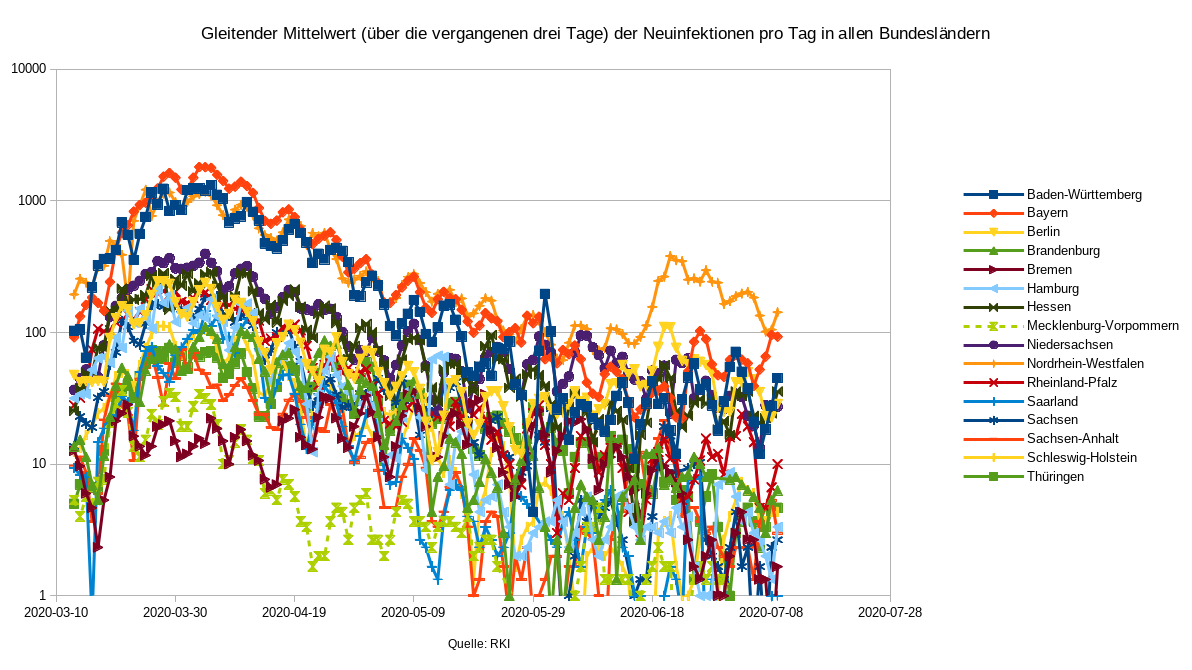 Gleitender Mittelwert (über die vergangenen drei Tage) der Neuinfektionen pro Tag in allen Bundesländern
10000
1000
100
10
1
2020-03-10 2020-03-30 2020-04-19 2020-05-09 2020-05-29 2020-06-18 2020-07-08 2020-07-28
Quelle: RKI
Baden-Württemberg
Bayern
Berlin
Brandenburg
Bremen
Hamburg
Hessen
Mecklenburg-Vorpommern
Niedersachsen
Nordrhein-Westfalen
Rheinland-Pfalz
Saarland
Sachsen
Sachsen-Anhalt
Schleswig-Holstein
Thüringen